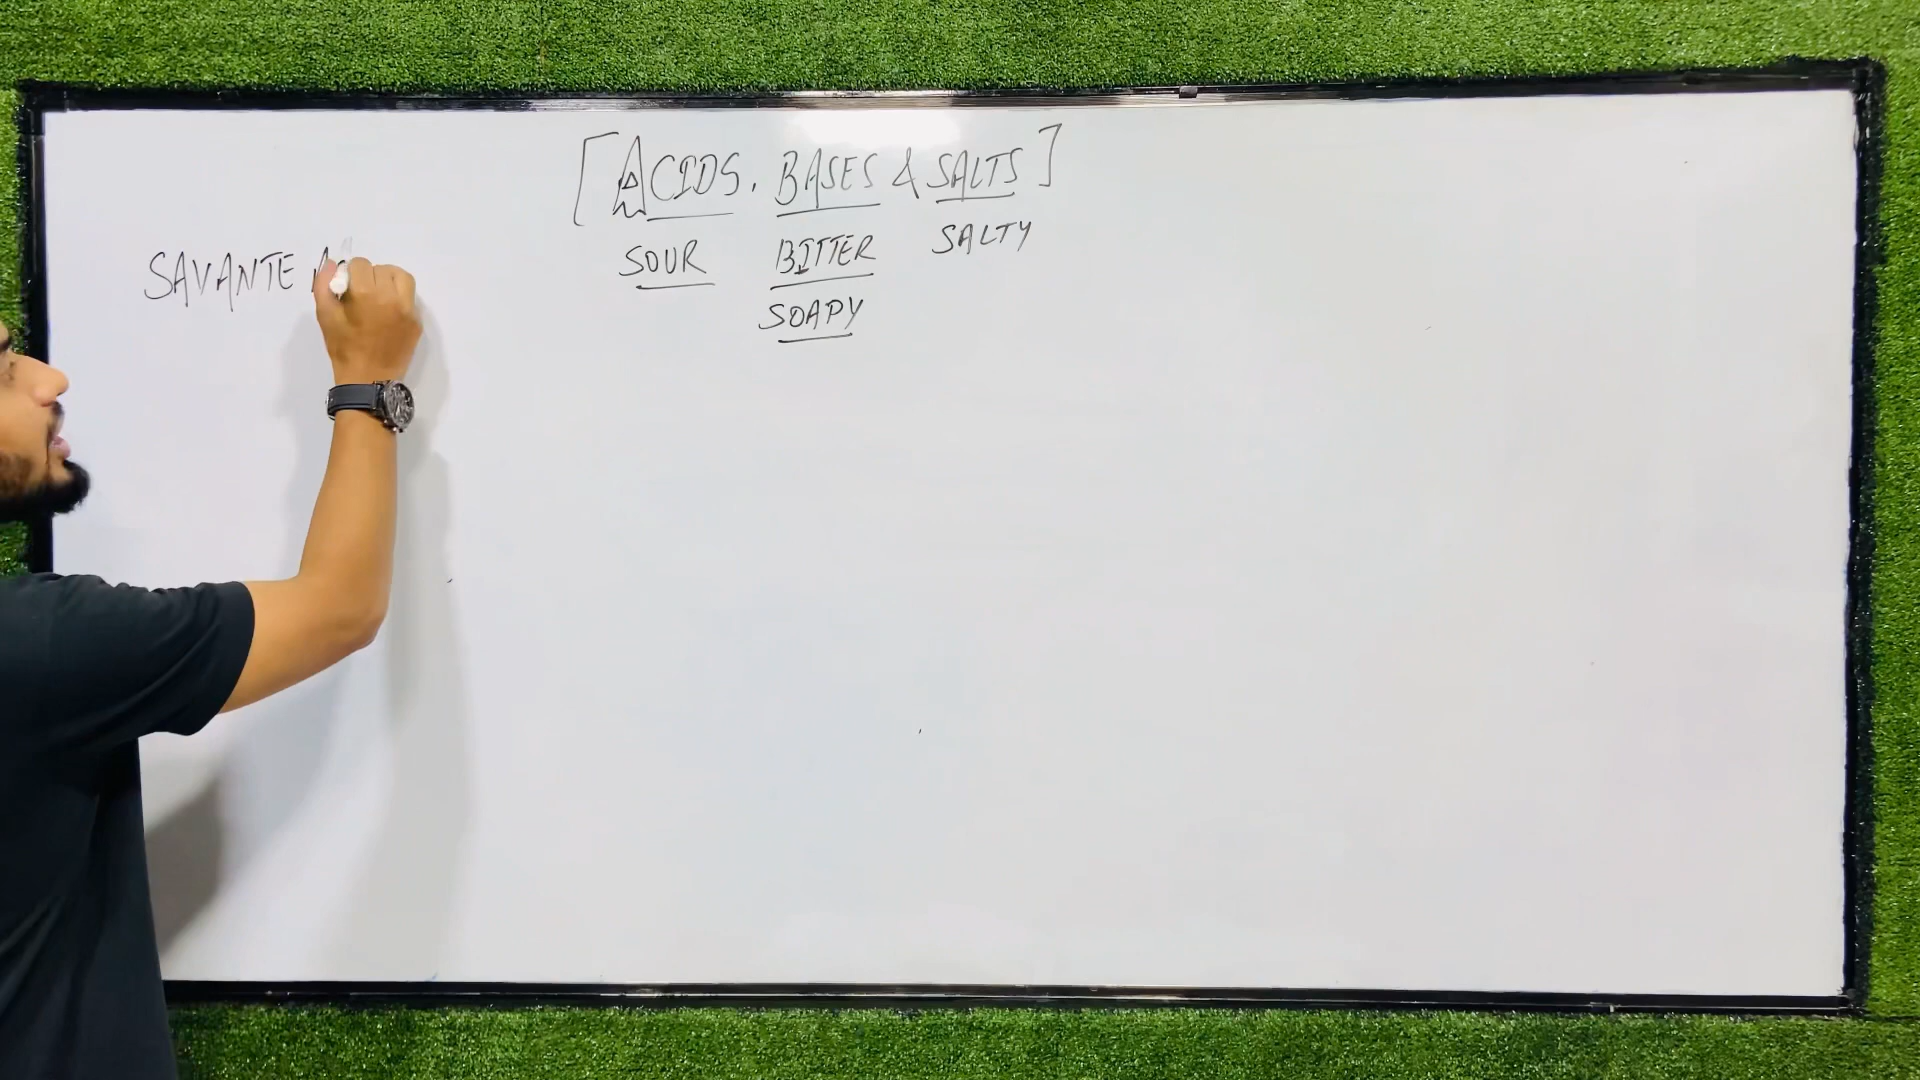 [ACIDS, BASES & SALTS]
SOUR BITTER SALTY
SOAPY
SAVANTE